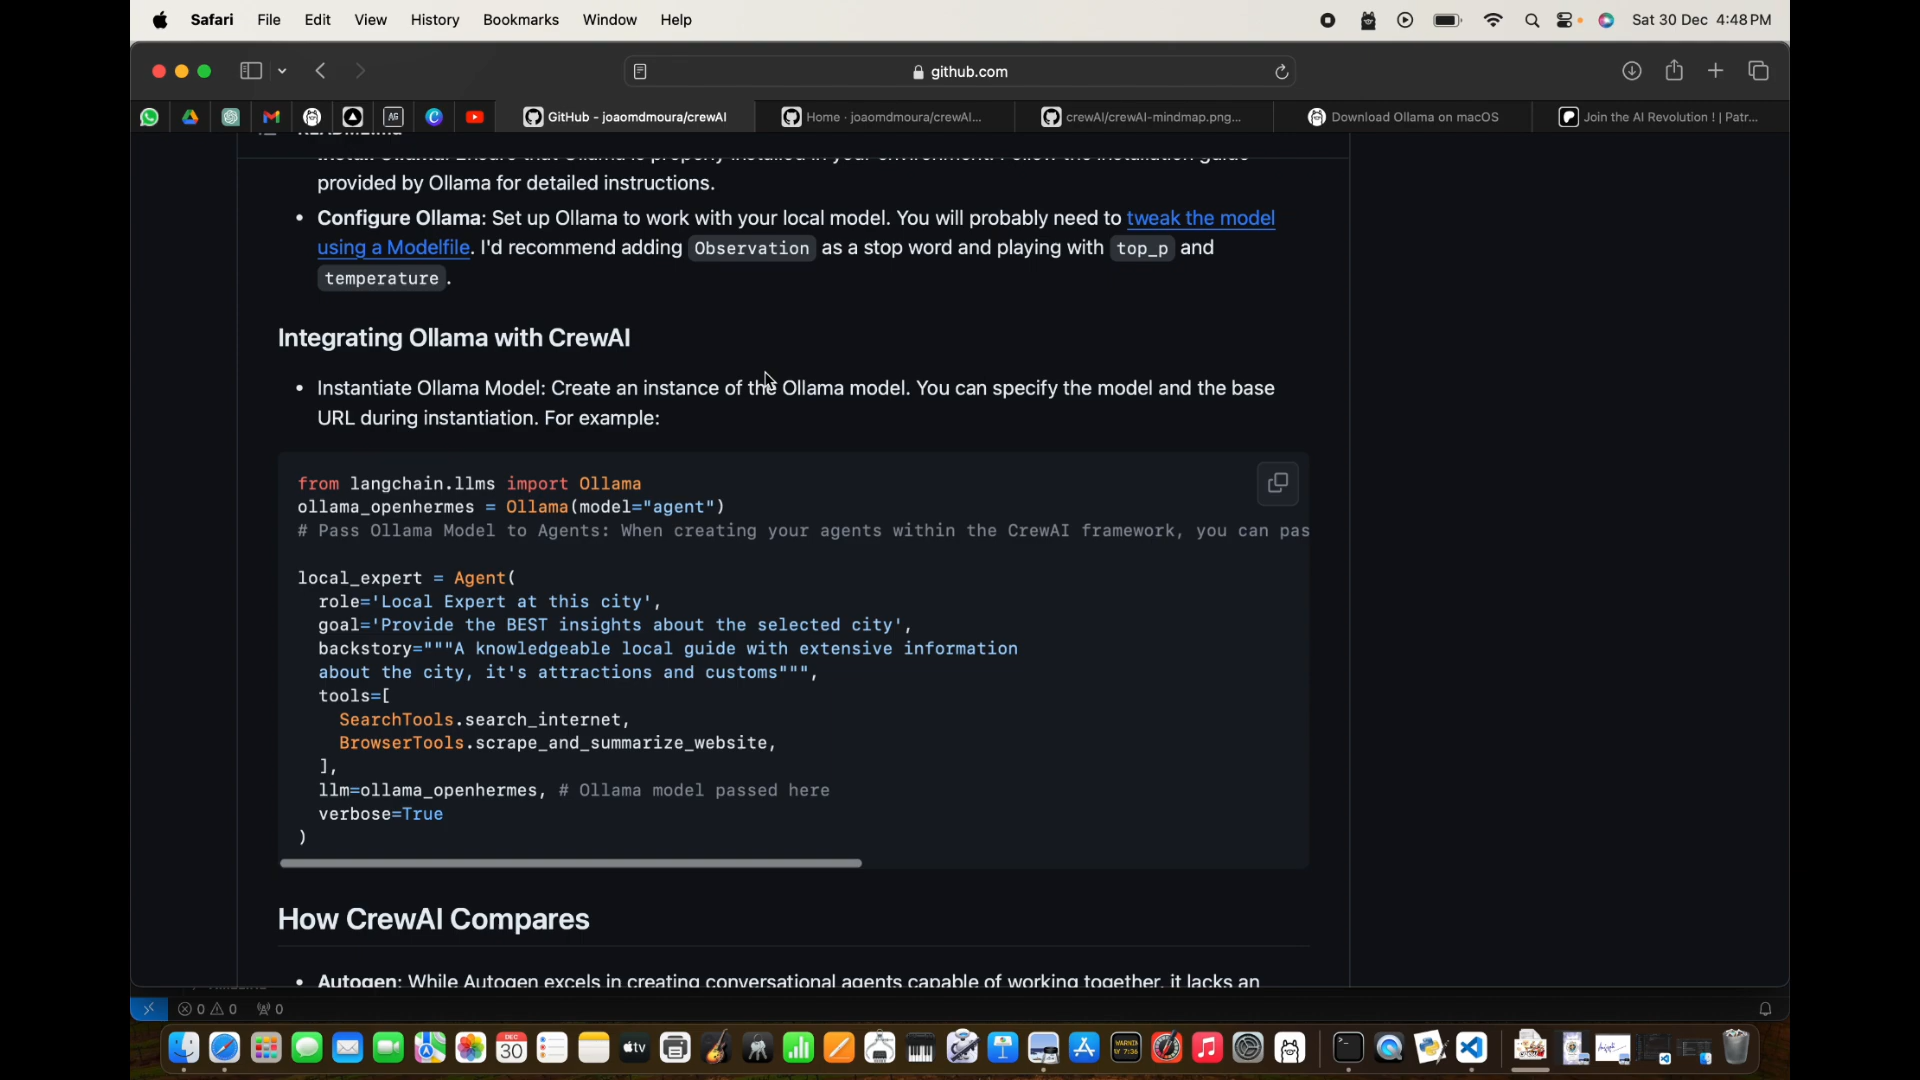 Safari File Edit View History Bookmarks Window Help Sat 30 Dec 4:48 PM
github.com
GitHub - joaomdmoura/crewAI
Home · joaomdmoura/crewAI...
crewAI/crewAI-mindmap.png...
Download Ollama on macOS
Join the AI Revolution ! | Patr...
provided by Ollama for detailed instructions.
• Configure Ollama: Set up Ollama to work with your local model. You will probably need to tweak the model
using a Modelfile. I'd recommend adding Observation as a stop word and playing with top_p and
temperature.
Integrating Ollama with CrewAI
• Instantiate Ollama Model: Create an instance of the Ollama model. You can specify the model and the base
URL during instantiation. For example:
from langchain.llms import Ollama
ollama_openhermes = Ollama(model="agent")
# Pass Ollama Model to Agents: When creating your agents within the CrewAI framework, you can pas
local_expert = Agent(
role='Local Expert at this city',
goal='Provide the BEST insights about the selected city',
backstory="""A knowledgeable local guide with extensive information
about the city, it's attractions and customs""",
tools=[
SearchTools.search_internet,
BrowserTools.scrape_and_summarize_website,
],
llm=ollama_openhermes, # Ollama model passed here
verbose=True
)
How CrewAI Compares
• Autogen: While Autogen excels in creating conversational agents capable of working together, it lacks an
0 0 0
DEC
30
tv